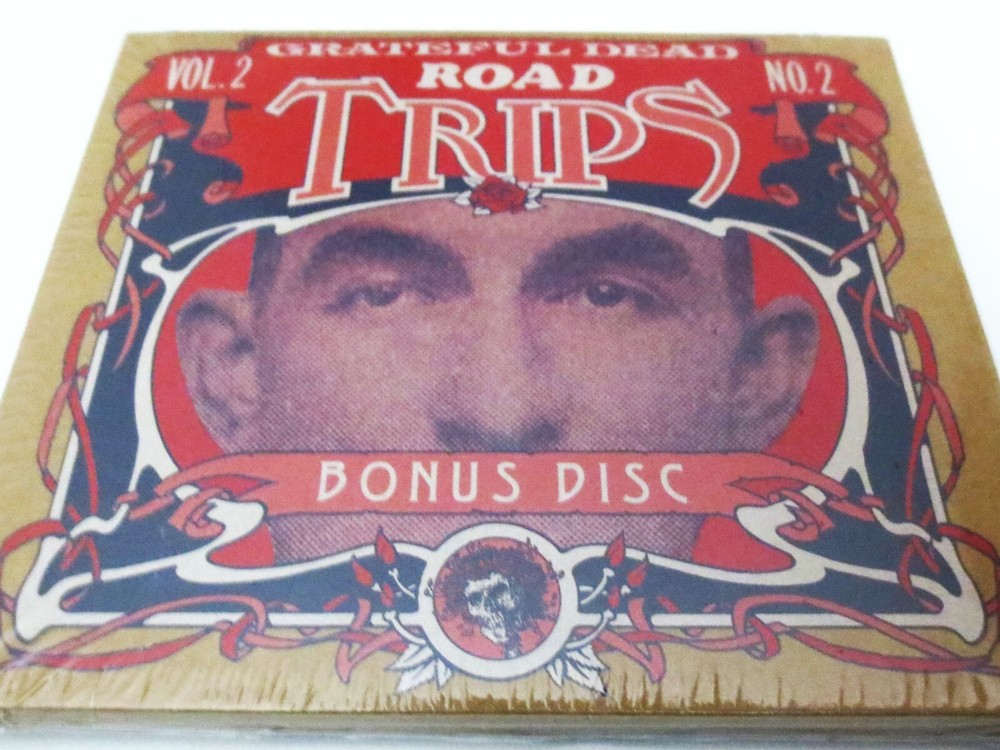 GRATEFUL DEAD
VOL. 2 ROAD NO. 2
TRIPS
BONUS DISC